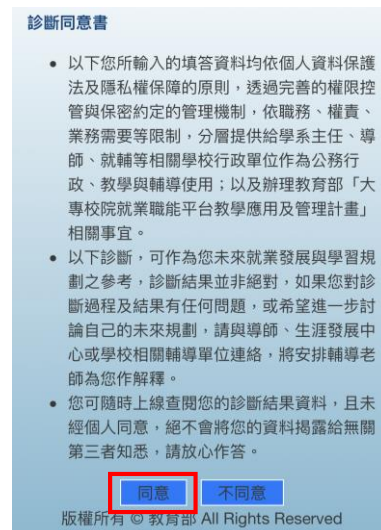 診斷同意書
• 以下您所輸入的填答資料均依個人資料保護
法及隱私權保障的原則，透過完善的權限控
管與保密約定的管理機制，依職務、權責、
業務需要等限制，分層提供給學系主任、導
師、就輔等相關學校行政單位作為公務行
政、教學與輔導使用；以及辦理教育部「大
專校院就業職能平台教學應用及管理計畫」
相關事宜。
• 以下診斷，可作為您未來就業發展與學習規
劃之參考，診斷結果並非絕對，如果您對診
斷過程及結果有任何問題，或希望進一步討
論自己的未來規劃，請與導師、生涯發展中
心或學校相關輔導單位連絡，將安排輔導老
師為您作解釋。
• 您可隨時上線查閱您的診斷結果資料，且未
經個人同意，絕不會將您的資料揭露給無關
第三者知悉，請放心作答。
同意 不同意
版權所有 © 教育部 All Rights Reserved